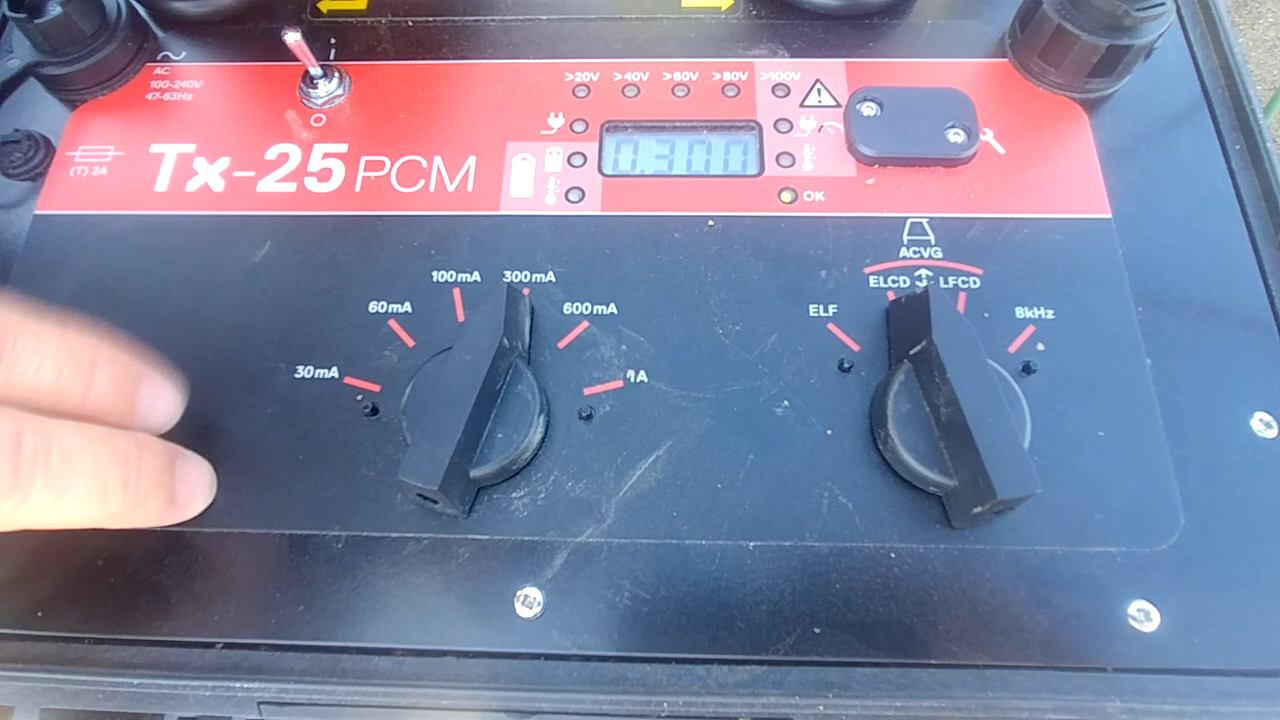 i
AC
100-240V
47-63Hz
>20V >40V >60V >80V >100V
(T) 2A
Tx-25 PCM
0.300
OK
ACVG
ELCD LFCD
ELF
8kHz
30mA
60mA
100mA
300mA
600mA
1A